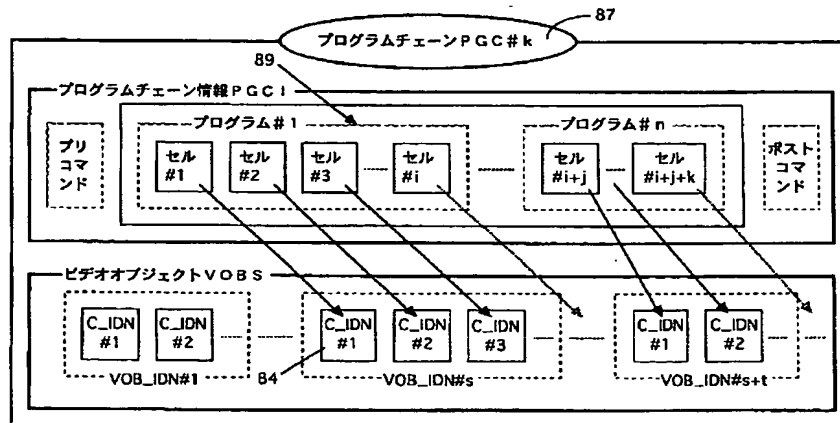 プログラムチェーンPGC#k
87
89
プログラムチェーン情報PGCI
プログラム#1
プログラム#n
プリ
コマ
ンド
セル
#1
セル
#2
セル
#3
セル
#i
セル
#i+j
セル
#i+j+k
ポスト
コマ
ンド
ビデオオブジェクトVOBS
C_IDN
#1
C_IDN
#2
C_IDN
#1
C_IDN
#2
C_IDN
#3
C_IDN
#1
C_IDN
#2
84
VOB_IDN#1
VOB_IDN#s
VOB_IDN#s+t